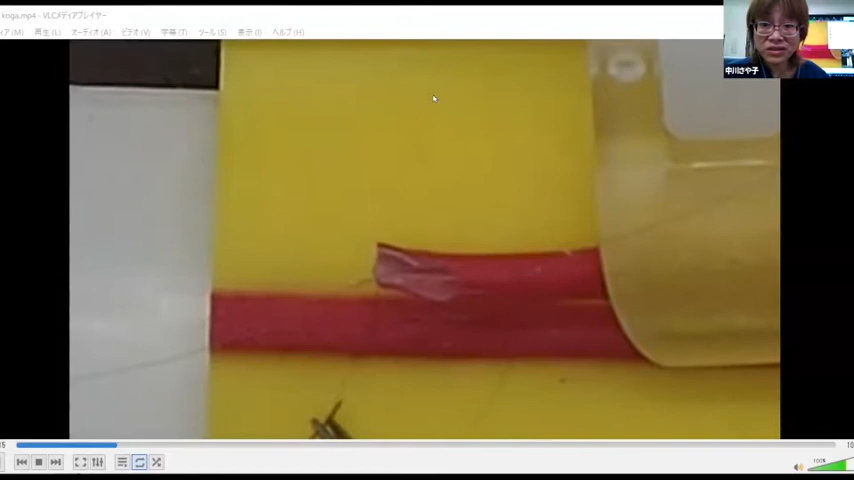 koga.mp4 - VLCメディアプレイヤー
ィア(M) 再生(L) オーディオ(A) ビデオ(V) 字幕(T) ツール(S) 表示(I) ヘルプ(H)
中川さや子
15
10
100%